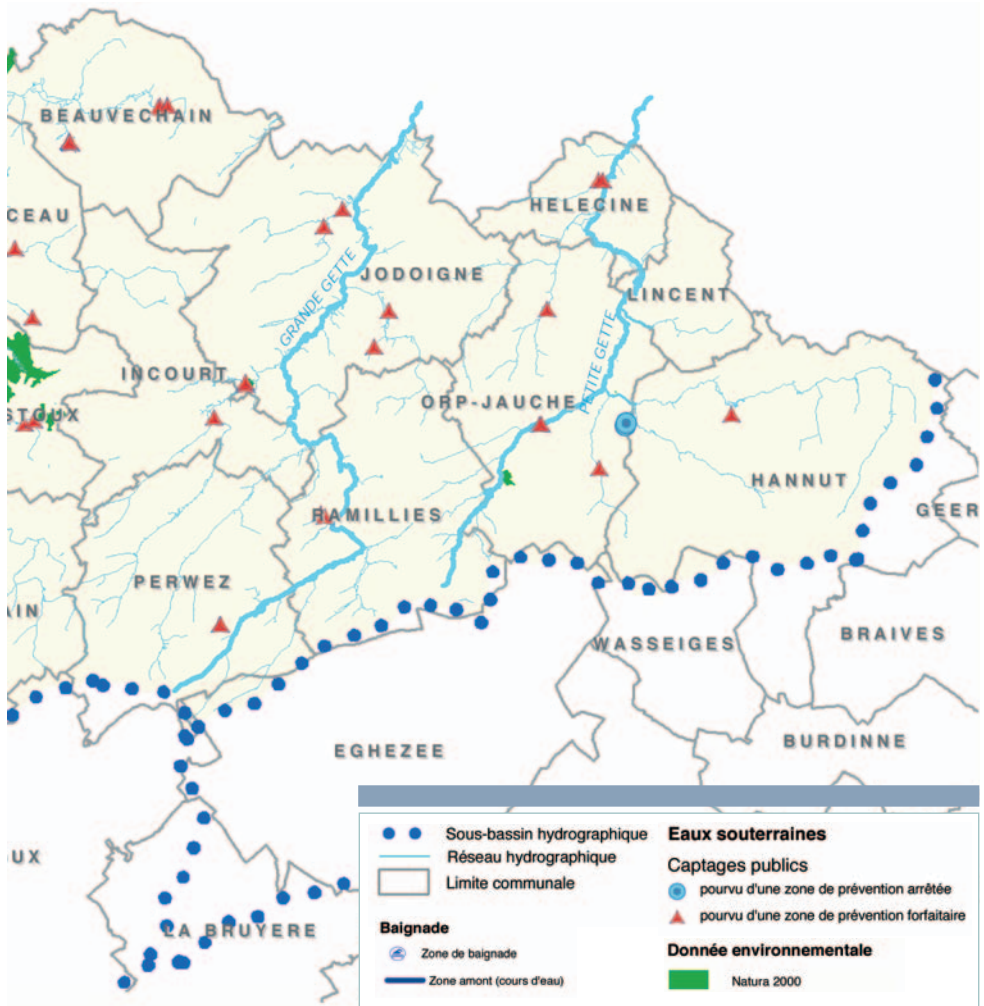 BEAUVECHAIN
CEAU
HELECINE
JODOIGNE
GRANDE GETTE
LINCENT
INCOURT
PETITE GETTE
ORP-JAUCHE
STOUX
HANNUT
RAMILLIES
GEER
PERWEZ
AIN
WASSEIGES
BRAIVES
EGHEZEE
BURDINNE
OUX
LA BRUYERE
Sous-bassin hydrographique
Réseau hydrographique
Limite communale
Baignade
Zone de baignade
Zone amont (cours d'eau)
Eaux souterraines
Captages publics
pourvu d'une zone de prévention arrêtée
pourvu d'une zone de prévention forfaitaire
Donnée environnementale
Natura 2000